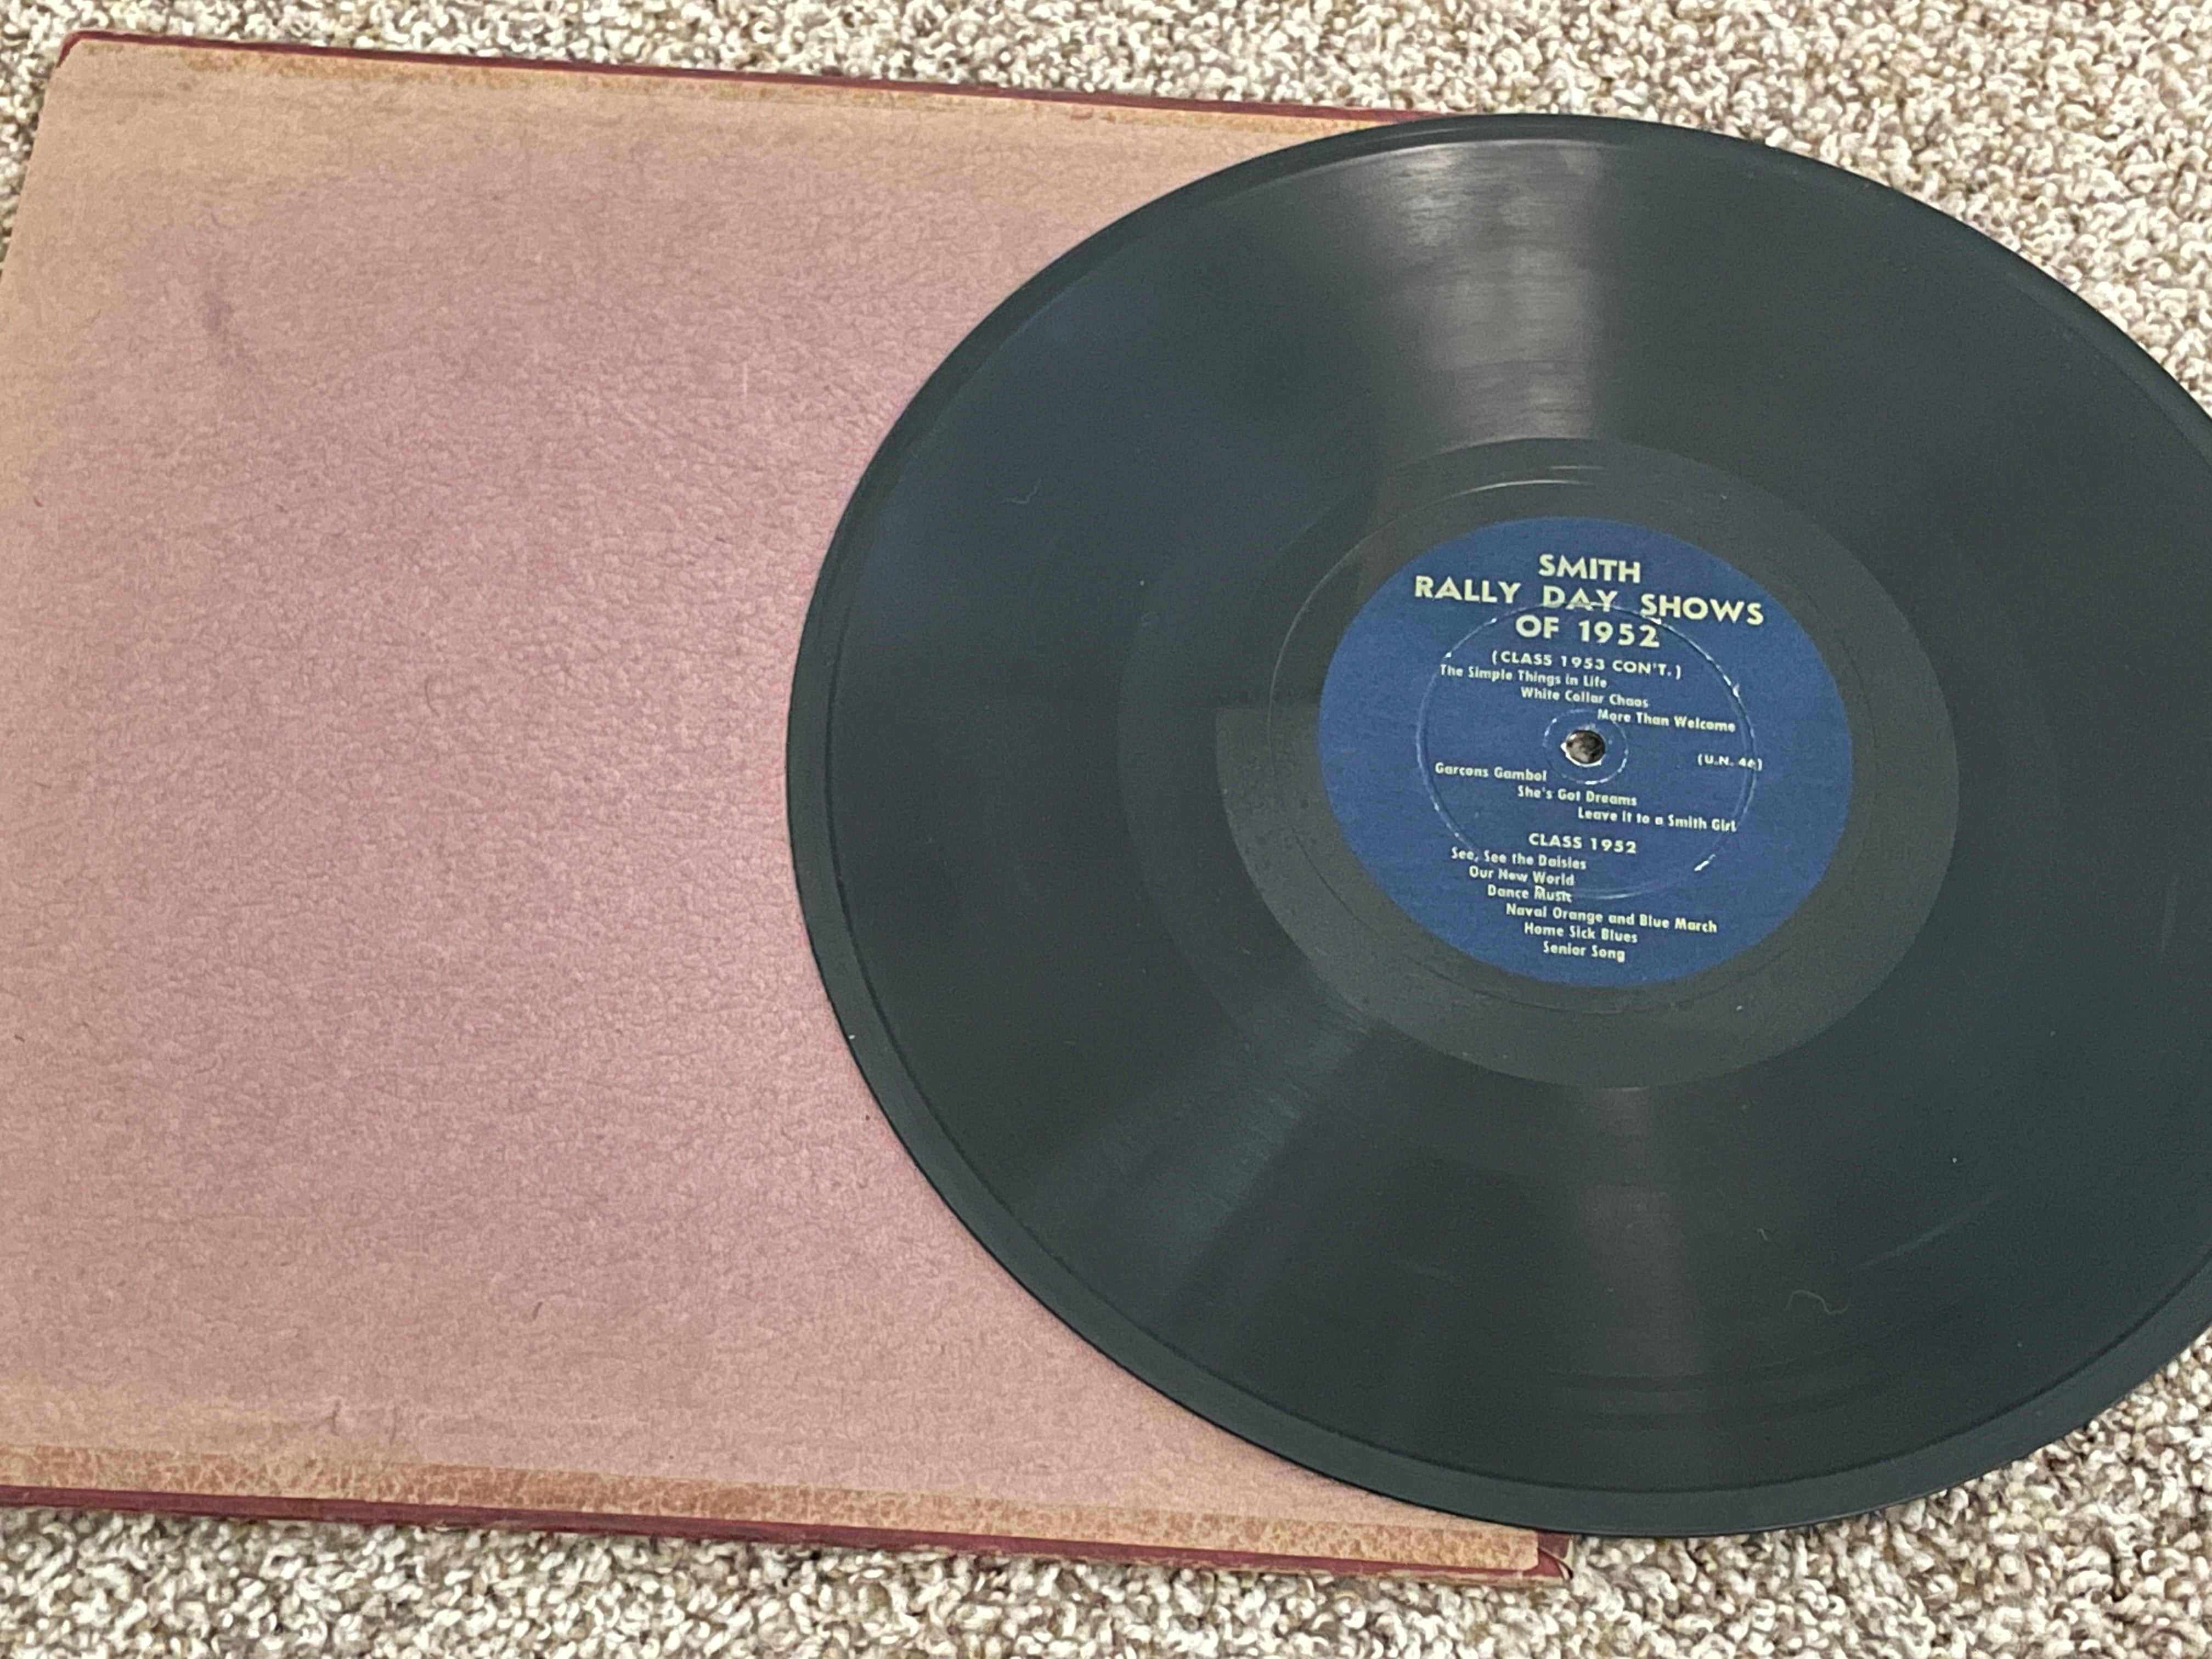 SMITH
RALLY DAY SHOWS
OF 1952
(CLASS 1953 CON'T.)
The Simple Things in Life
White Collar Chaos
More Than Welcome
(U.N. 46)
Garcons Gambol
She's Got Dreams
Leave it to a Smith Girl
CLASS 1952
See, See the Daisies
Our New World
Dance Music
Naval Orange and Blue March
Home Sick Blues
Senior Song